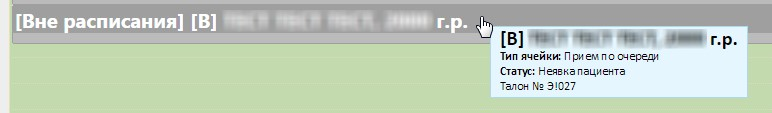 [Вне расписания] [В] г.р.
[В] г.р.
Тип ячейки: Прием по очереди
Статус: Неявка пациента
Талон № Э!027